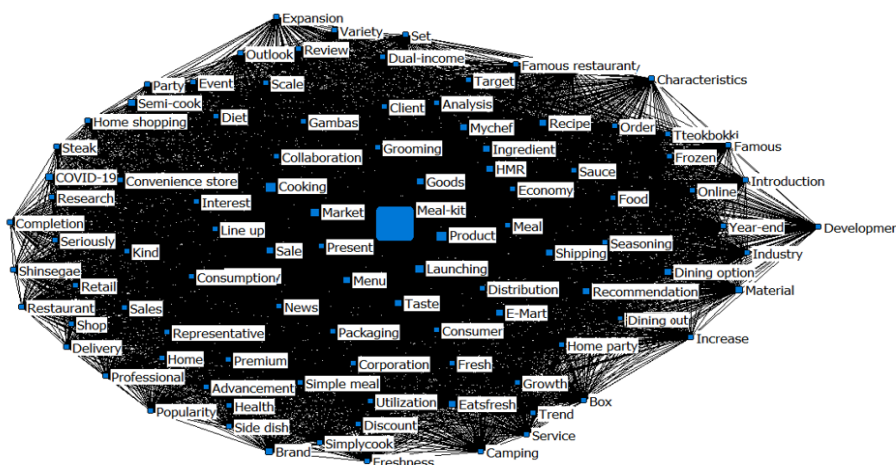 Expansion
Variety
Set
Outlook
Review
Dual-income
Famous restaurant
Target
Characteristics
Party
Event
Scale
Semi-cook
Client
Analysis
Home shopping
Diet
Gambas
Mychef
Recipe
Order
Tteokbokki
Steak
Grooming
Ingredient
Famous
Collaboration
Frozen
COVID-19
Convenience store
HMR
Sauce
Introduction
Cooking
Goods
Economy
Online
Research
Interest
Food
Market
Meal-kit
Completion
Line up
Product
Meal
Year-end
Developmen
Seriously
Kind
Sale
Present
Shipping
Seasoning
Industry
Shinsegae
Consumption/
Launching
Dining option
Retail
Menu
Distribution
Recommendation
Material
Restaurant
Sales
News
Taste
E-Mart
Shop
Representative
Packaging
Consumer
Dining out
Increase
Delivery
Home party
Home
Premium
Corporation
Fresh
Professional
Advancement
Simple meal
Growth
Popularity
Health
Utilization
Eatsfresh
Box
Side dish
Discount
Trend
Simplycook
Service
Brand
Camping
Freshness